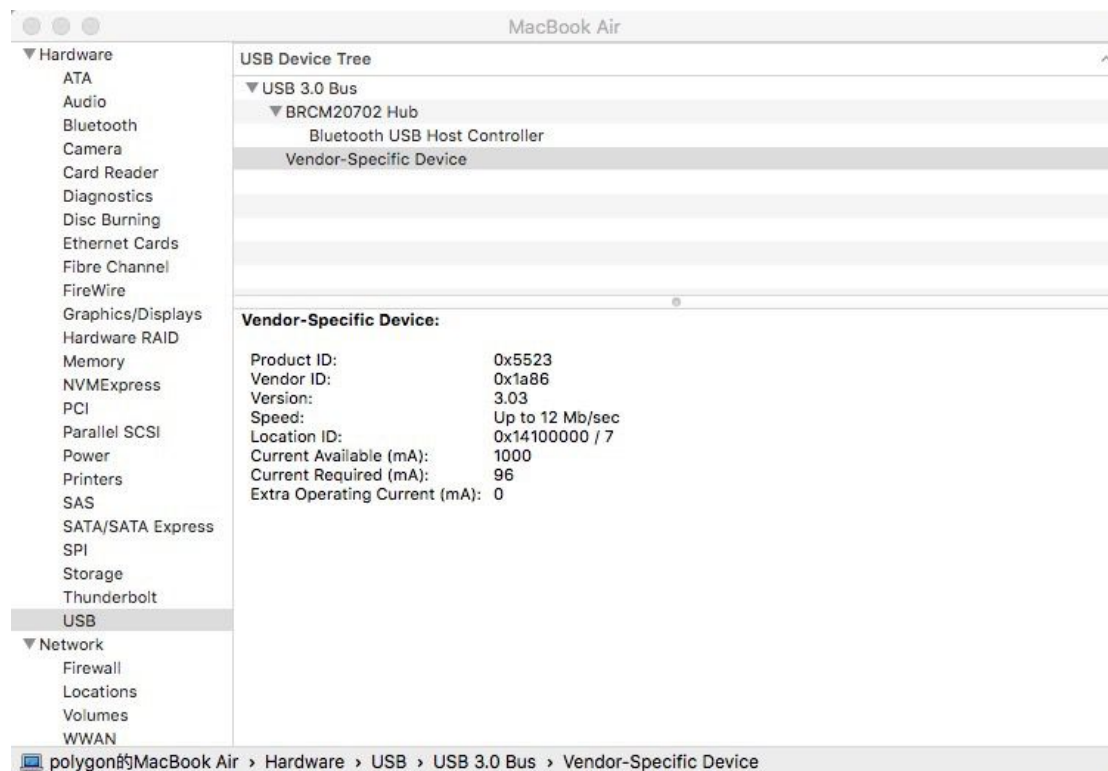 MacBook Air
Hardware
ATA
Audio
Bluetooth
Camera
Card Reader
Diagnostics
Disc Burning
Ethernet Cards
Fibre Channel
FireWire
Graphics/Displays
Hardware RAID
Memory
NVMExpress
PCI
Parallel SCSI
Power
Printers
SAS
SATA/SATA Express
SPI
Storage
Thunderbolt
USB
Network
Firewall
Locations
Volumes
WWAN
USB Device Tree
USB 3.0 Bus
BRCM20702 Hub
Bluetooth USB Host Controller
Vendor-Specific Device
Vendor-Specific Device:
Product ID: 0x5523
Vendor ID: 0x1a86
Version: 3.03
Speed: Up to 12 Mb/sec
Location ID: 0x14100000 / 7
Current Available (mA): 1000
Current Required (mA): 96
Extra Operating Current (mA): 0
polygon的MacBook Air › Hardware › USB › USB 3.0 Bus › Vendor-Specific Device